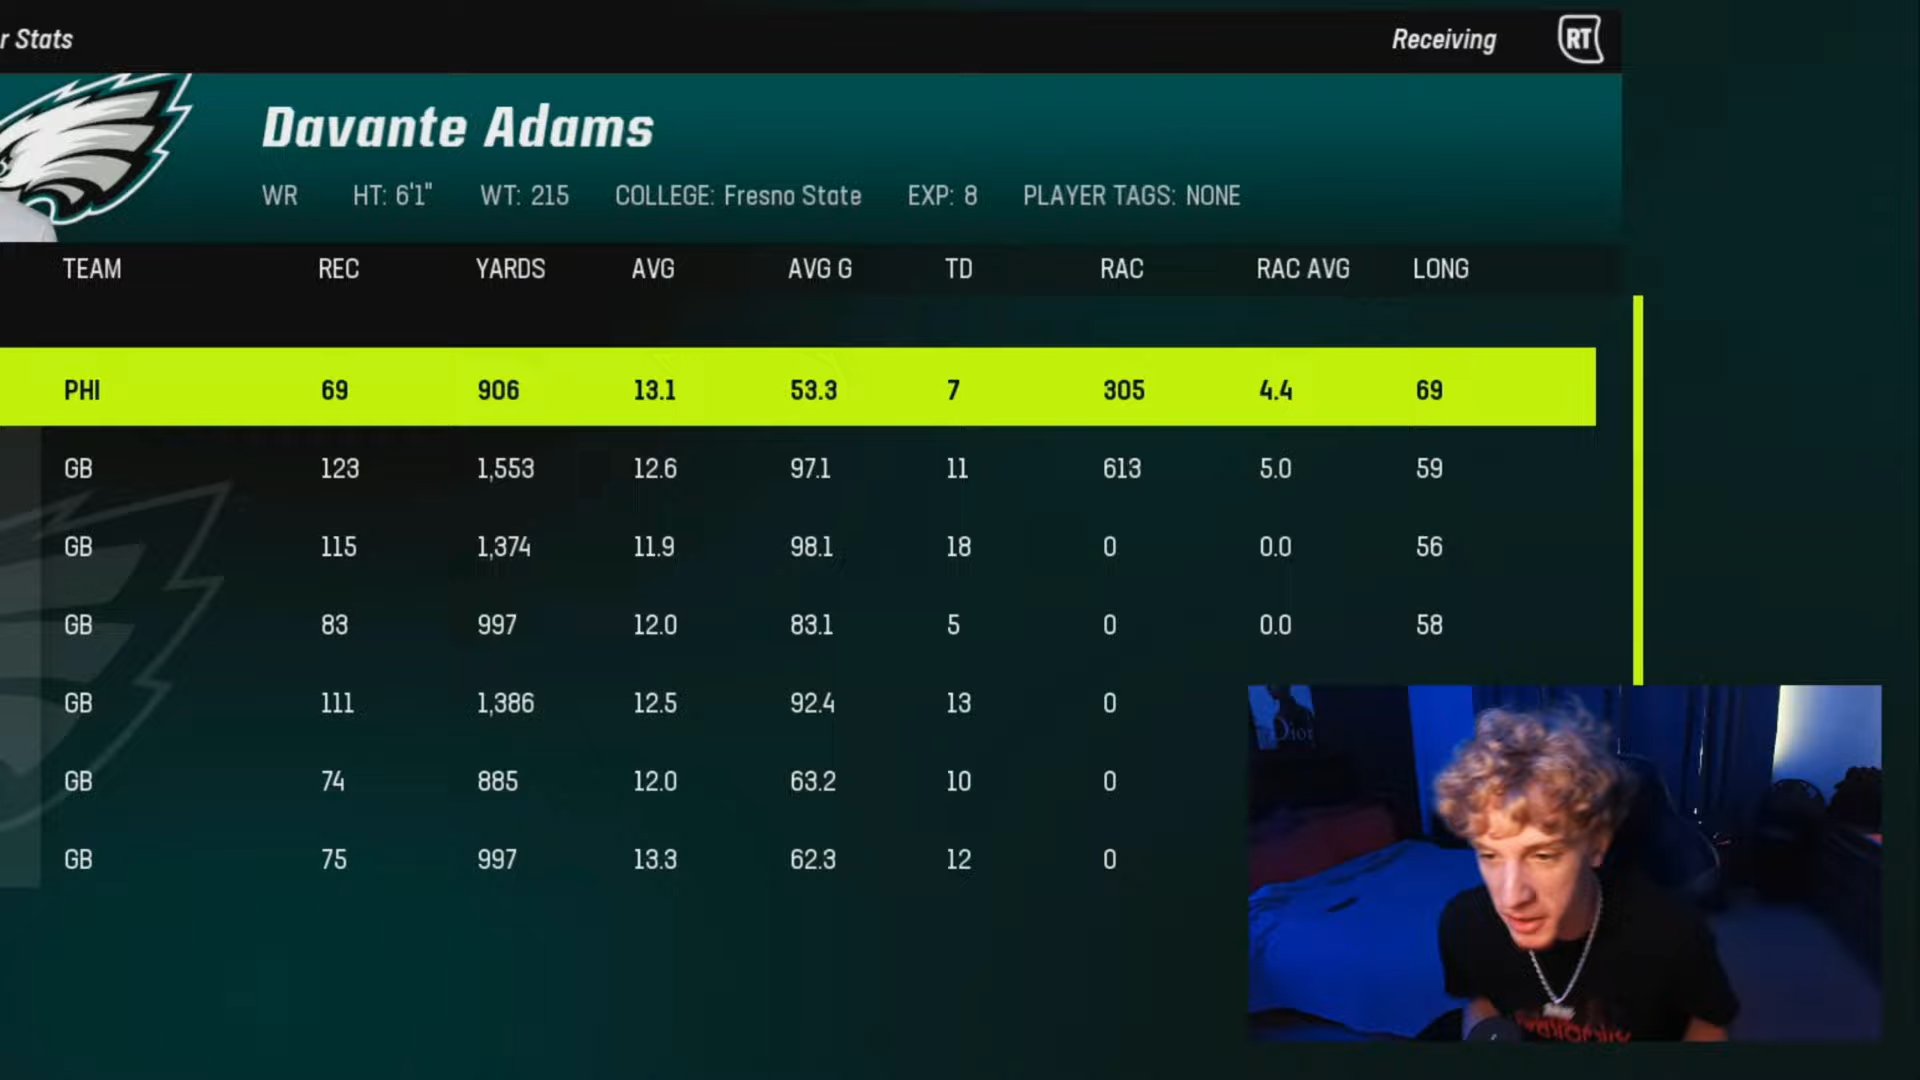 r Stats
Receiving
RT
Davante Adams
WR HT: 6'1" WT: 215 COLLEGE: Fresno State EXP: 8 PLAYER TAGS: NONE
TEAM REC YARDS AVG AVG G TD RAC RAC AVG LONG
PHI 69 906 13.1 53.3 7 305 4.4 69
GB 123 1,553 12.6 97.1 11 613 5.0 59
GB 115 1,374 11.9 98.1 18 0 0.0 56
GB 83 997 12.0 83.1 5 0 0.0 58
GB 111 1,386 12.5 92.4 13 0
GB 74 885 12.0 63.2 10 0
GB 75 997 13.3 62.3 12 0
Dior